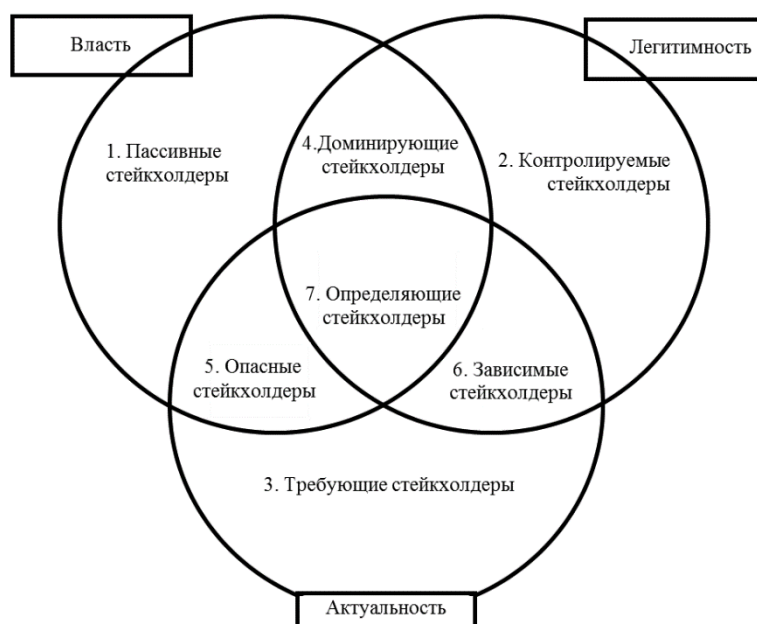 Власть
Легитимность
1. Пассивные
стейкхолдеры
4.Доминирующие
стейкхолдеры
2. Контролируемые
стейкхолдеры
7. Определяющие
стейкхолдеры
5. Опасные
стейкхолдеры
6. Зависимые
стейкхолдеры
3. Требующие стейкхолдеры
Актуальность